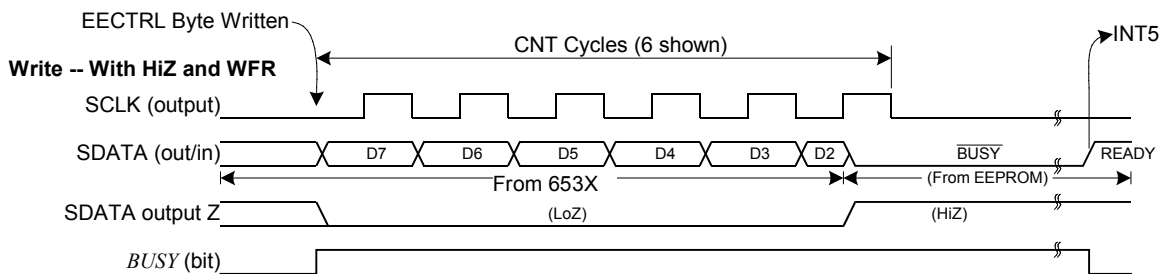 EECTRL Byte Written
INT5
CNT Cycles (6 shown)
Write -- With HiZ and WFR
SCLK (output)
SDATA (out/in) D7 D6 D5 D4 D3 D2 BUSY READY
From 653X (From EEPROM)
SDATA output Z (LoZ) (HiZ)
BUSY (bit)